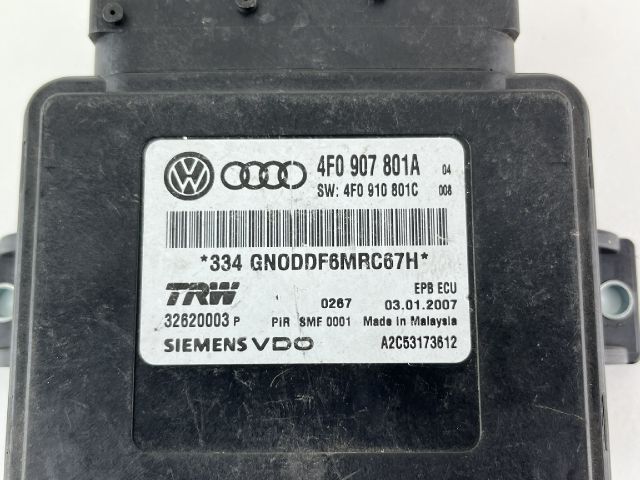 4F0 907 801A 04
SW: 4F0 910 801C 008
*334 GNODDF6MRC67H*
TRW 0267 EPB ECU 03.01.2007
32620003 P PIR SMF 0001 Made in Malaysia
SIEMENS VDO A2C53173612